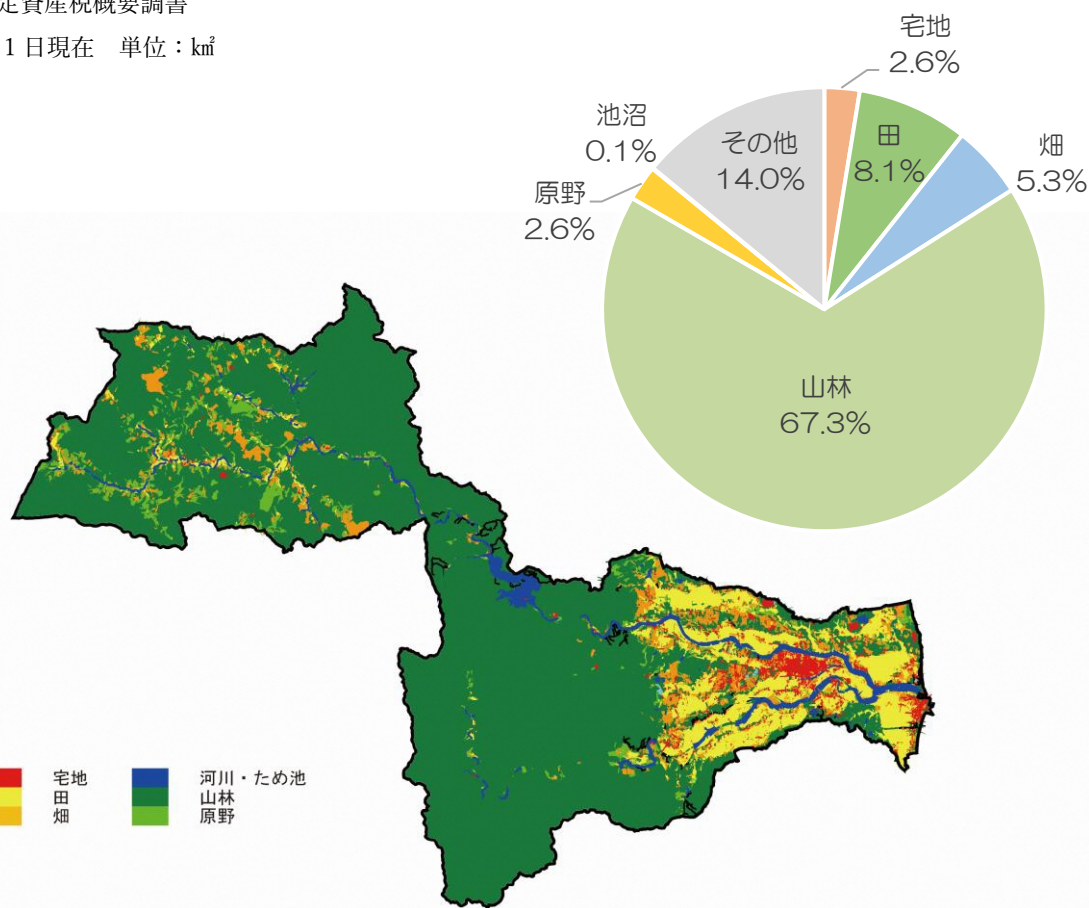 定資産税概要調書
1日現在　単位：㎢
宅地
2.6%
田
8.1%
畑
5.3%
山林
67.3%
原野
2.6%
池沼
0.1%
その他
14.0%
宅地
田
畑
河川・ため池
山林
原野